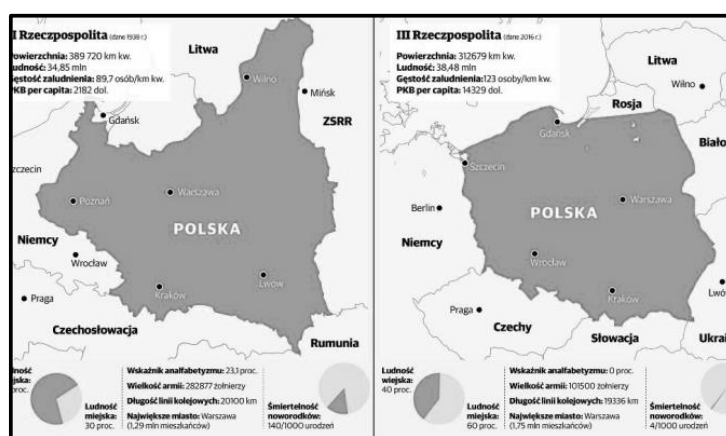 I Rzeczpospolita (dane 1938 r.)
Powierzchnia: 389 720 km kw.
Ludność: 34,85 mln
Gęstość zaludnienia: 89,7 osób/km kw.
PKB per capita: 2182 dol.
Litwa
Wilno
Mińsk
ZSRR
Gdańsk
zczecin
Poznań
Warszawa
POLSKA
Niemcy
Wrocław
Lwów
Kraków
Praga
Czechosłowacja
Rumunia
dność
ejska:
proc.
Ludność
miejska:
30 proc.
Wskaźnik analfabetyzmu: 23,1 proc.
Wielkość armii: 282877 żołnierzy
Długość linii kolejowych: 20100 km
Największe miasto: Warszawa
(1,29 mln mieszkańców)
Śmiertelność
noworodków:
140/1000 urodzeń
III Rzeczpospolita (dane 2016 r.)
Powierzchnia: 312679 km kw.
Ludność: 38,48 mln
Gęstość zaludnienia: 123 osoby/km kw.
PKB per capita: 14329 dol.
Litwa
Wilno
Rosja
Gdańsk
Biało
Szczecin
Warszawa
Berlin
POLSKA
Niemcy
Wrocław
Kraków
Lwó
Praga
Czechy
Słowacja
Ukrai
Ludność
wiejska:
40 proc.
Ludność
miejska:
60 proc.
Wskaźnik analfabetyzmu: 0 proc.
Wielkość armii: 101500 żołnierzy
Długość linii kolejowych: 19336 km
Największe miasto: Warszawa
(1,75 mln mieszkańców)
Śmiertelność
noworodków:
4/1000 urodzeń